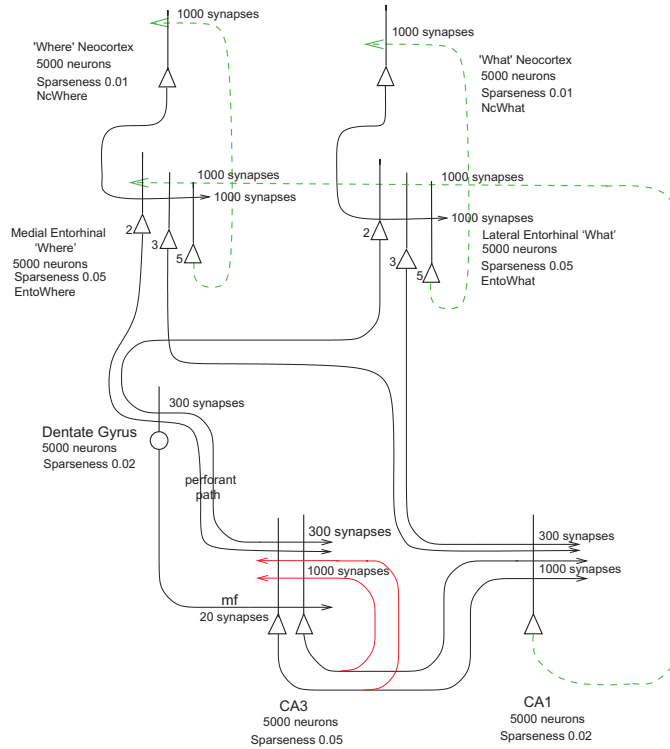 1000 synapses
'Where' Neocortex
5000 neurons
Sparseness 0.01
NcWhere
1000 synapses
'What' Neocortex
5000 neurons
Sparseness 0.01
NcWhat
1000 synapses
1000 synapses
1000 synapses
1000 synapses
2
3
5
Medial Entorhinal
‘Where’
5000 neurons
Sparseness 0.05
EntoWhere
2
3
5
Lateral Entorhinal ‘What’
5000 neurons
Sparseness 0.05
EntoWhat
300 synapses
Dentate Gyrus
5000 neurons
Sparseness 0.02
perforant
path
300 synapses
1000 synapses
mf
20 synapses
300 synapses
1000 synapses
CA3
5000 neurons
Sparseness 0.05
CA1
5000 neurons
Sparseness 0.02